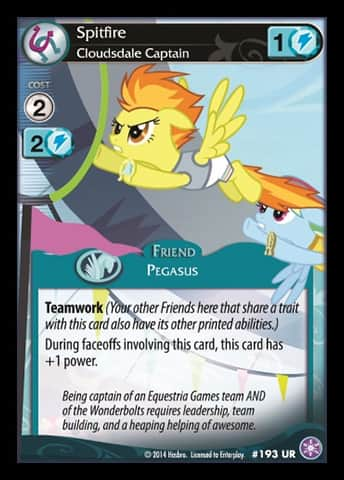 Spitfire
Cloudsdale Captain
1
COST
2
2
FRIEND
PEGASUS
Teamwork (Your other Friends here that share a trait
with this card also have its other printed abilities.)
During faceoffs involving this card, this card has
+1 power.
Being captain of an Equestria Games team AND
of the Wonderbolts requires leadership, team
building, and a heaping helping of awesome.
© 2014 Hasbro. Licensed to Enterplay. #193 UR